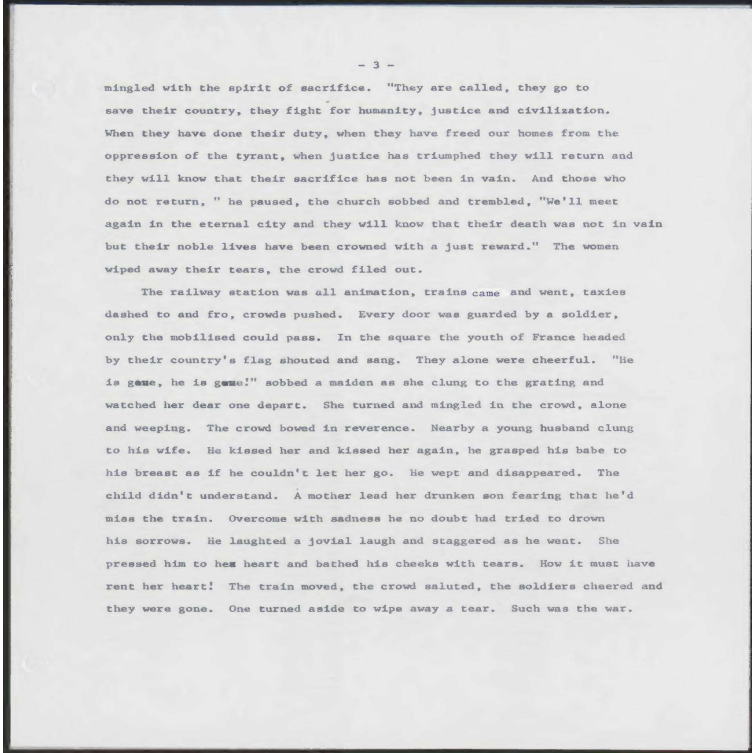 - 3 -
mingled with the spirit of sacrifice. "They are called, they go to
save their country, they fight for humanity, justice and civilization.
When they have done their duty, when they have freed our homes from the
oppression of the tyrant, when justice has triumphed they will return and
they will know that their sacrifice has not been in vain. And those who
do not return, " he paused, the church sobbed and trembled, "We'll meet
again in the eternal city and they will know that their death was not in vain
but their noble lives have been crowned with a just reward." The women
wiped away their tears, the crowd filed out.
The railway station was all animation, trains came and went, taxies
dashed to and fro, crowds pushed. Every door was guarded by a soldier,
only the mobilised could pass. In the square the youth of France headed
by their country's flag shouted and sang. They alone were cheerful. "He
is gone, he is gone!" sobbed a maiden as she clung to the grating and
watched her dear one depart. She turned and mingled in the crowd, alone
and weeping. The crowd bowed in reverence. Nearby a young husband clung
to his wife. He kissed her and kissed her again, he grasped his babe to
his breast as if he couldn't let her go. He wept and disappeared. The
child didn't understand. A mother lead her drunken son fearing that he'd
miss the train. Overcome with sadness he no doubt had tried to drown
his sorrows. He laughted a jovial laugh and staggered as he went. She
pressed him to her heart and bathed his cheeks with tears. How it must have
rent her heart! The train moved, the crowd saluted, the soldiers cheered and
they were gone. One turned aside to wipe away a tear. Such was the war.